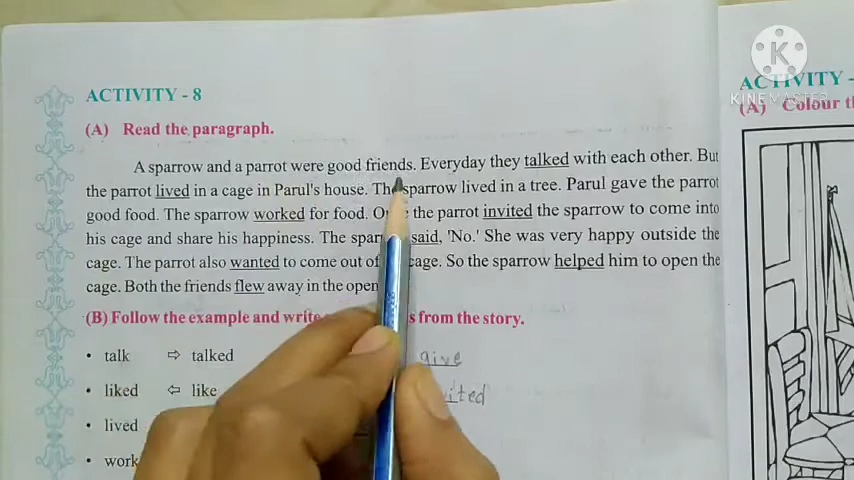 ACTIVITY - 8
(A) Read the paragraph.
A sparrow and a parrot were good friends. Everyday they talked with each other. But
the parrot lived in a cage in Parul's house. The sparrow lived in a tree. Parul gave the parrot
good food. The sparrow worked for food. the parrot invited the sparrow to come into
his cage and share his happiness. The said, 'No.' She was very happy outside the
cage. The parrot also wanted to come out of cage. So the sparrow helped him to open the
cage. Both the friends flew away in the open
(B) Follow the example and write from the story.
• talk ⇨ talked
give
• liked ⇦ like
• lived
• work
ACTIVITY -
(A) Colour
K
KINEMASTER